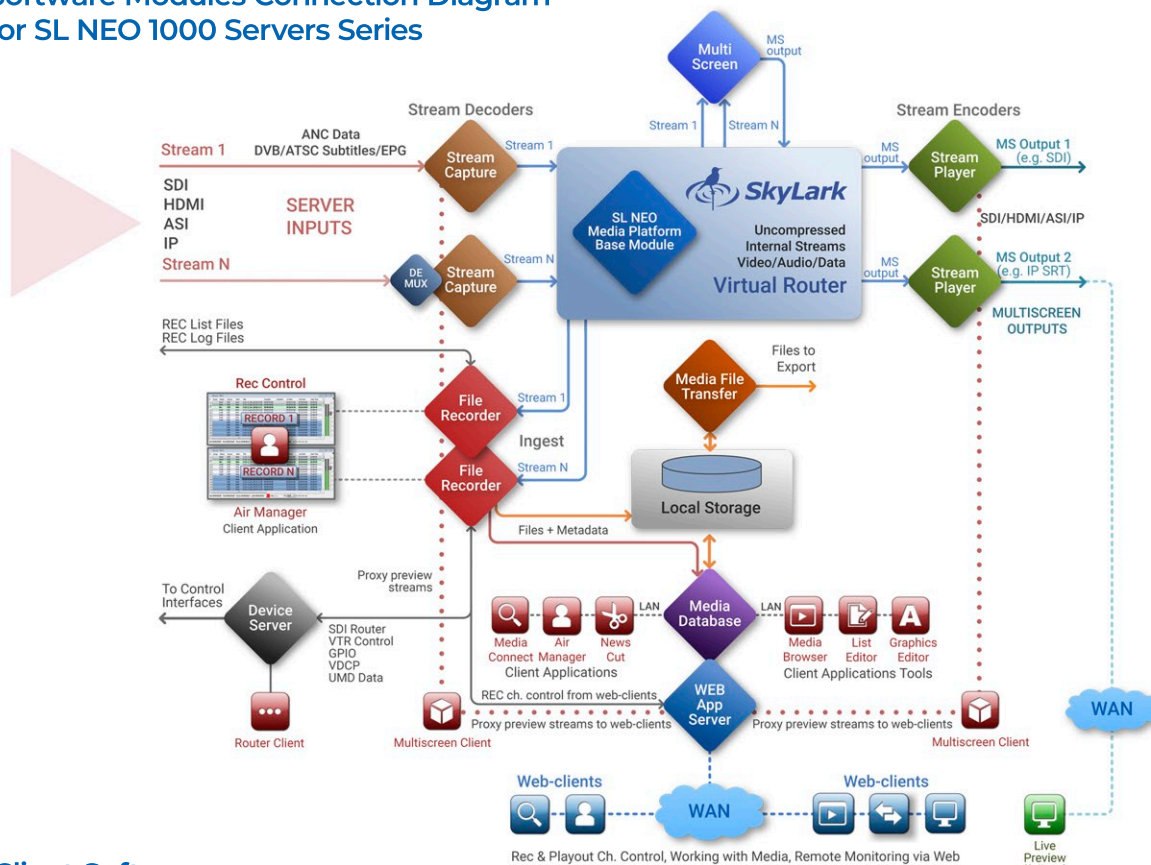 Software Modules Connection Diagram
for SL NEO 1000 Servers Series
Multi
Screen
MS
output
Stream Decoders
Stream Encoders
Stream 1
Stream N
Stream 1
ANC Data
DVB/ATSC Subtitles/EPG
Stream
Capture
Stream 1
SkyLark
SL NEO
Media Platform
Base Module
Uncompressed
Internal Streams
Video/Audio/Data
Virtual Router
MS
output
Stream
Player
MS Output 1
(e.g. SDI)
SDI
HDMI
ASI
IP
SERVER
INPUTS
SDI/HDMI/ASI/IP
Stream N
DE
MUX
Stream
Capture
Stream N
MS
output
Stream
Player
MS Output 2
(e.g. IP SRT)
MULTISCREEN
OUTPUTS
REC List Files
REC Log Files
Rec Control
RECORD 1
RECORD N
Air Manager
Client Application
File
Recorder
Stream 1
Ingest
File
Recorder
Stream N
Media File
Transfer
Files to
Export
Local Storage
Files + Metadata
To Control
Interfaces
Device
Server
Proxy preview
streams
SDI Router
VTR Control
GPIO
VDCP
UMD Data
Media
Database
LAN
LAN
Media
Connect
Air
Manager
News
Cut
Client Applications
Media
Browser
List
Editor
A
Graphics
Editor
Client Applications Tools
Router Client
Multiscreen Client
REC ch. control from web-clients
Proxy preview streams to web-clients
WEB
App
Server
Proxy preview streams to web-clients
Multiscreen Client
WAN
Web-clients
WAN
Web-clients
Rec & Playout Ch. Control, Working with Media, Remote Monitoring via Web
Live
Preview